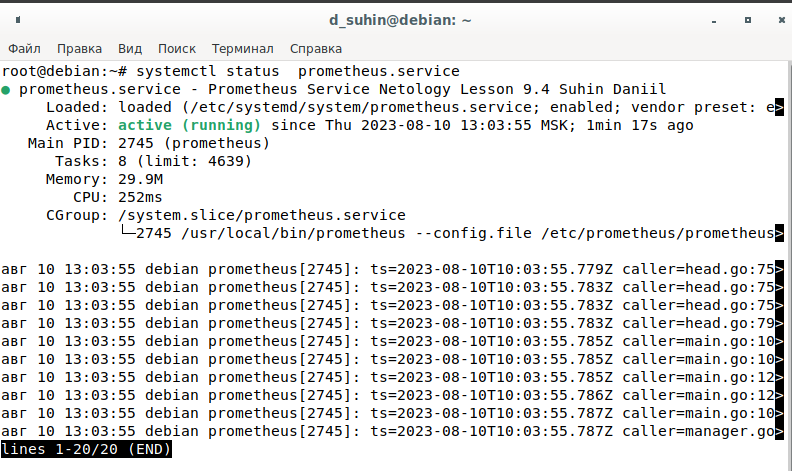 d_suhin@debian: ~
Файл Правка Вид Поиск Терминал Справка
root@debian:~# systemctl status  prometheus.service
● prometheus.service - Prometheus Service Netology Lesson 9.4 Suhin Daniil
     Loaded: loaded (/etc/systemd/system/prometheus.service; enabled; vendor preset: e>
     Active: active (running) since Thu 2023-08-10 13:03:55 MSK; 1min 17s ago
   Main PID: 2745 (prometheus)
      Tasks: 8 (limit: 4639)
     Memory: 29.9M
        CPU: 252ms
     CGroup: /system.slice/prometheus.service
             └─2745 /usr/local/bin/prometheus --config.file /etc/prometheus/prometheus>
авг 10 13:03:55 debian prometheus[2745]: ts=2023-08-10T10:03:55.779Z caller=head.go:75>
авг 10 13:03:55 debian prometheus[2745]: ts=2023-08-10T10:03:55.783Z caller=head.go:75>
авг 10 13:03:55 debian prometheus[2745]: ts=2023-08-10T10:03:55.783Z caller=head.go:75>
авг 10 13:03:55 debian prometheus[2745]: ts=2023-08-10T10:03:55.783Z caller=head.go:79>
авг 10 13:03:55 debian prometheus[2745]: ts=2023-08-10T10:03:55.785Z caller=main.go:10>
авг 10 13:03:55 debian prometheus[2745]: ts=2023-08-10T10:03:55.785Z caller=main.go:10>
авг 10 13:03:55 debian prometheus[2745]: ts=2023-08-10T10:03:55.785Z caller=main.go:12>
авг 10 13:03:55 debian prometheus[2745]: ts=2023-08-10T10:03:55.786Z caller=main.go:12>
авг 10 13:03:55 debian prometheus[2745]: ts=2023-08-10T10:03:55.787Z caller=main.go:10>
авг 10 13:03:55 debian prometheus[2745]: ts=2023-08-10T10:03:55.787Z caller=manager.go>
lines 1-20/20 (END)